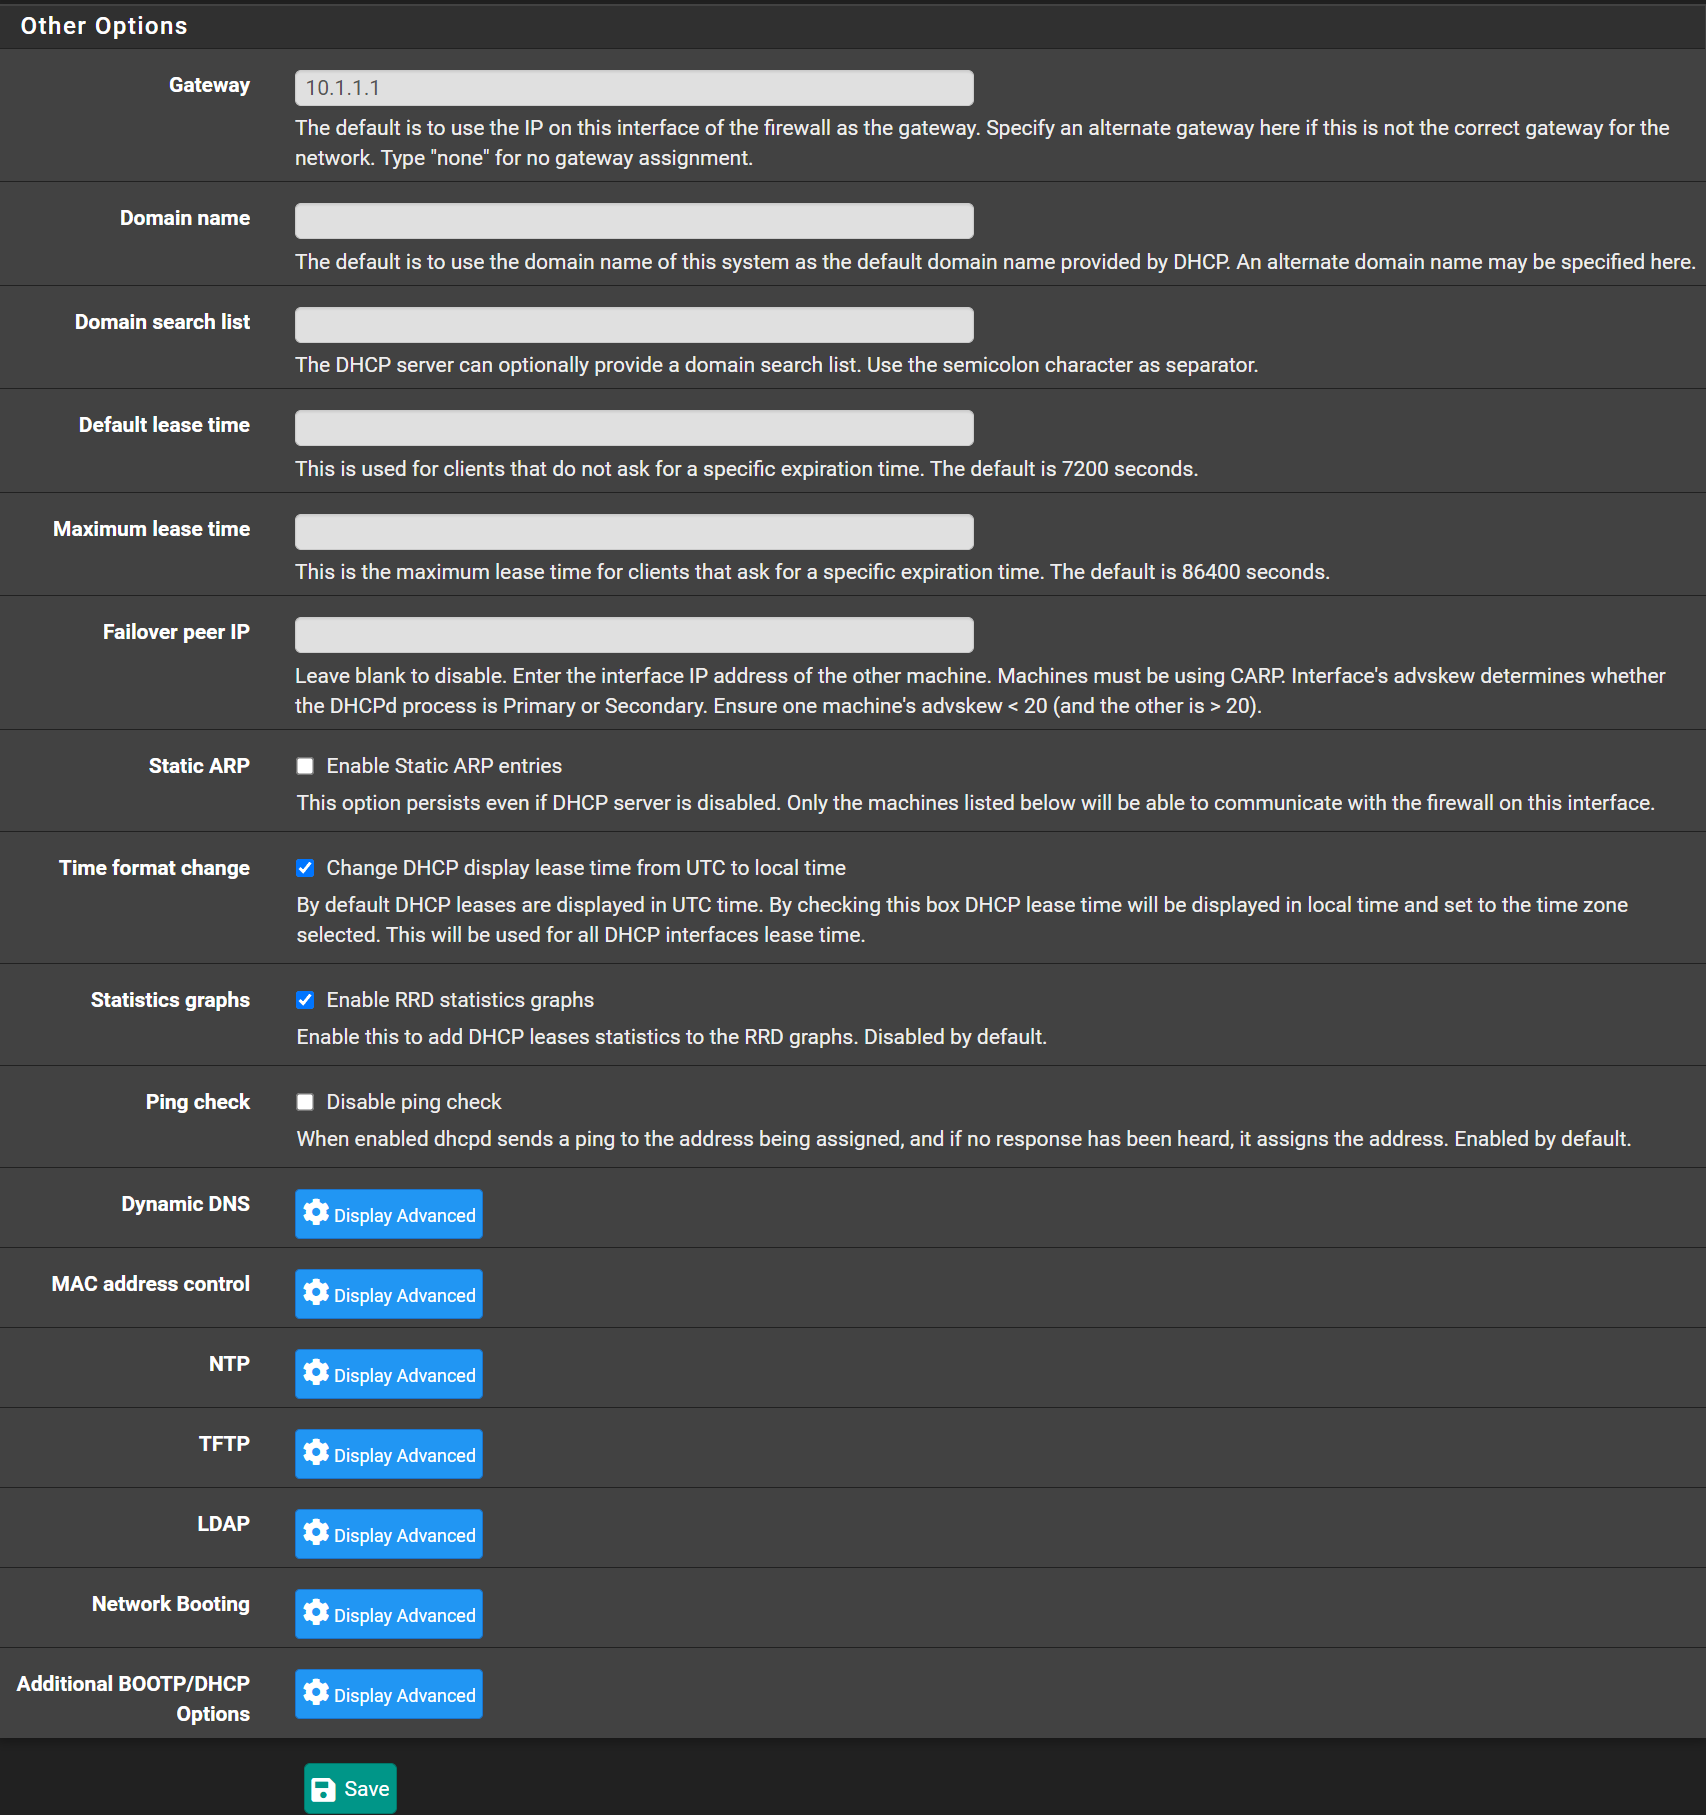 Other Options
Gateway
10.1.1.1
The default is to use the IP on this interface of the firewall as the gateway. Specify an alternate gateway here if this is not the correct gateway for the
network. Type "none" for no gateway assignment.
Domain name
The default is to use the domain name of this system as the default domain name provided by DHCP. An alternate domain name may be specified here.
Domain search list
The DHCP server can optionally provide a domain search list. Use the semicolon character as separator.
Default lease time
This is used for clients that do not ask for a specific expiration time. The default is 7200 seconds.
Maximum lease time
This is the maximum lease time for clients that ask for a specific expiration time. The default is 86400 seconds.
Failover peer IP
Leave blank to disable. Enter the interface IP address of the other machine. Machines must be using CARP. Interface's advskew determines whether
the DHCPd process is Primary or Secondary. Ensure one machine's advskew < 20 (and the other is > 20).
Static ARP
Enable Static ARP entries
This option persists even if DHCP server is disabled. Only the machines listed below will be able to communicate with the firewall on this interface.
Time format change
Change DHCP display lease time from UTC to local time
By default DHCP leases are displayed in UTC time. By checking this box DHCP lease time will be displayed in local time and set to the time zone
selected. This will be used for all DHCP interfaces lease time.
Statistics graphs
Enable RRD statistics graphs
Enable this to add DHCP leases statistics to the RRD graphs. Disabled by default.
Ping check
Disable ping check
When enabled dhcpd sends a ping to the address being assigned, and if no response has been heard, it assigns the address. Enabled by default.
Dynamic DNS
Display Advanced
MAC address control
Display Advanced
NTP
Display Advanced
TFTP
Display Advanced
LDAP
Display Advanced
Network Booting
Display Advanced
Additional BOOTP/DHCP
Options
Display Advanced
Save